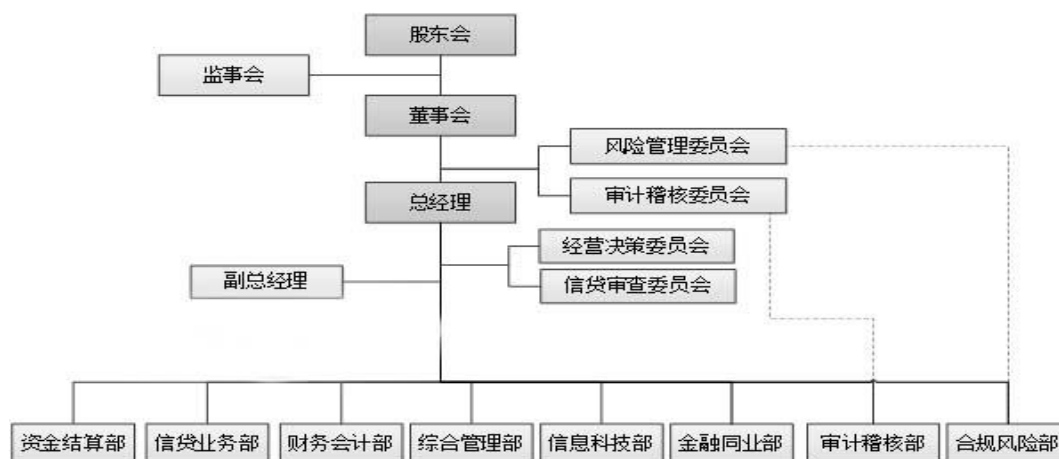 股东会
监事会
董事会
风险管理委员会
审计稽核委员会
总经理
经营决策委员会
副总经理
信贷审查委员会
资金结算部
信贷业务部
财务会计部
综合管理部
信息科技部
金融同业部
审计稽核部
合规风险部